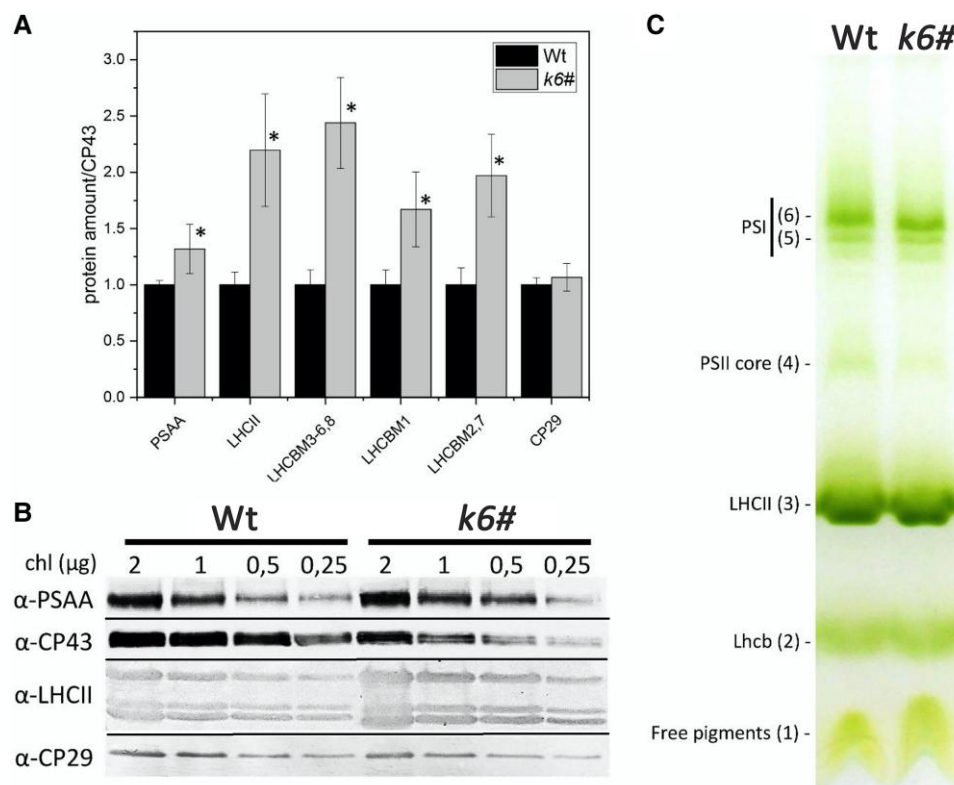 A
protein amount/CP43
3.0
2.5
2.0
1.5
1.0
0.5
0.0
Wt
k6#
*
*
*
*
*
PSAA
LHCII
LHCBM3-6,8
LHCBM1
LHCBM2,7
CP29
B
Wt
k6#
chl (µg)
2 1 0,5 0,25 2 1 0,5 0,25
α-PSAA
α-CP43
α-LHCII
α-CP29
C
Wt k6#
PSI
(6) -
(5) -
PSII core (4) -
LHCII (3) -
Lhcb (2) -
Free pigments (1) -